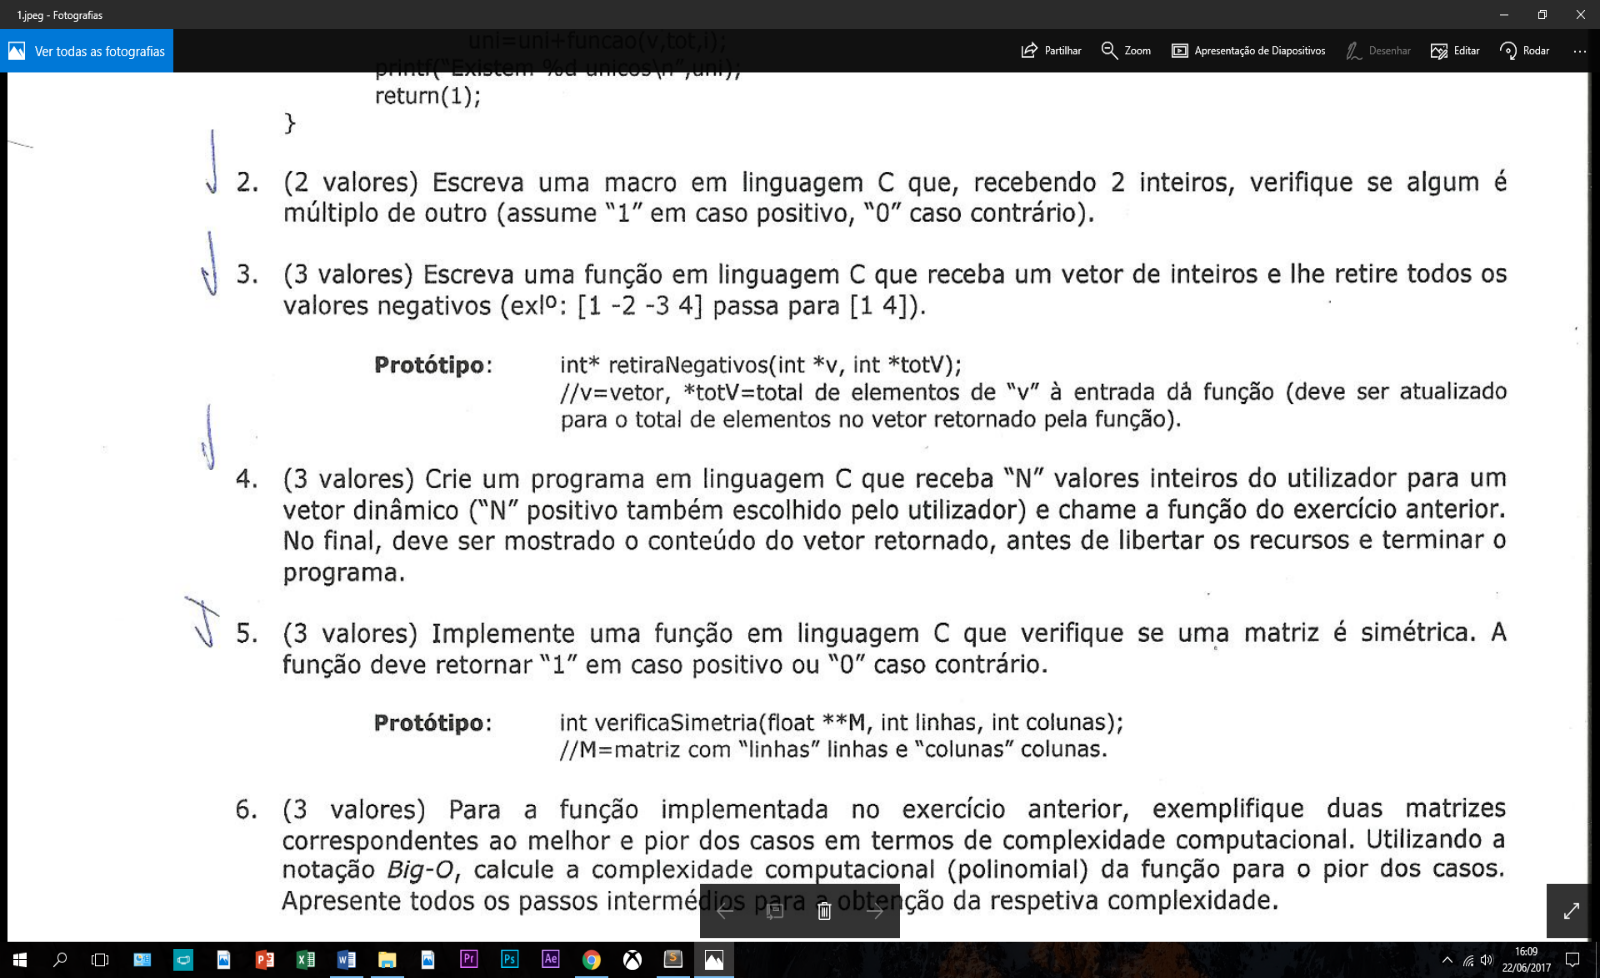 1.jpeg - Fotografias
Ver todas as fotografias
Partilhar
Zoom
Apresentação de Diapositivos
Desenhar
Editar
Rodar
uni=uni+funcao(v,tot,i);
printf("Existem %d unicos\n",uni);
return(1);
}
2. (2 valores) Escreva uma macro em linguagem C que, recebendo 2 inteiros, verifique se algum é
múltiplo de outro (assume “1” em caso positivo, “0” caso contrário).
3. (3 valores) Escreva uma função em linguagem C que receba um vetor de inteiros e lhe retire todos os
valores negativos (exlº: [1 -2 -3 4] passa para [1 4]).
Protótipo: int* retiraNegativos(int *v, int *totV);
//v=vetor, *totV=total de elementos de “v” à entrada da função (deve ser atualizado
para o total de elementos no vetor retornado pela função).
4. (3 valores) Crie um programa em linguagem C que receba “N” valores inteiros do utilizador para um
vetor dinâmico (“N” positivo também escolhido pelo utilizador) e chame a função do exercício anterior.
No final, deve ser mostrado o conteúdo do vetor retornado, antes de libertar os recursos e terminar o
programa.
5. (3 valores) Implemente uma função em linguagem C que verifique se uma matriz é simétrica. A
função deve retornar “1” em caso positivo ou “0” caso contrário.
Protótipo: int verificaSimetria(float **M, int linhas, int colunas);
//M=matriz com “linhas” linhas e “colunas” colunas.
6. (3 valores) Para a função implementada no exercício anterior, exemplifique duas matrizes
correspondentes ao melhor e pior dos casos em termos de complexidade computacional. Utilizando a
notação Big-O, calcule a complexidade computacional (polinomial) da função para o pior dos casos.
Apresente todos os passos intermédios para a obtenção da respetiva complexidade.
16:09
22/06/2017